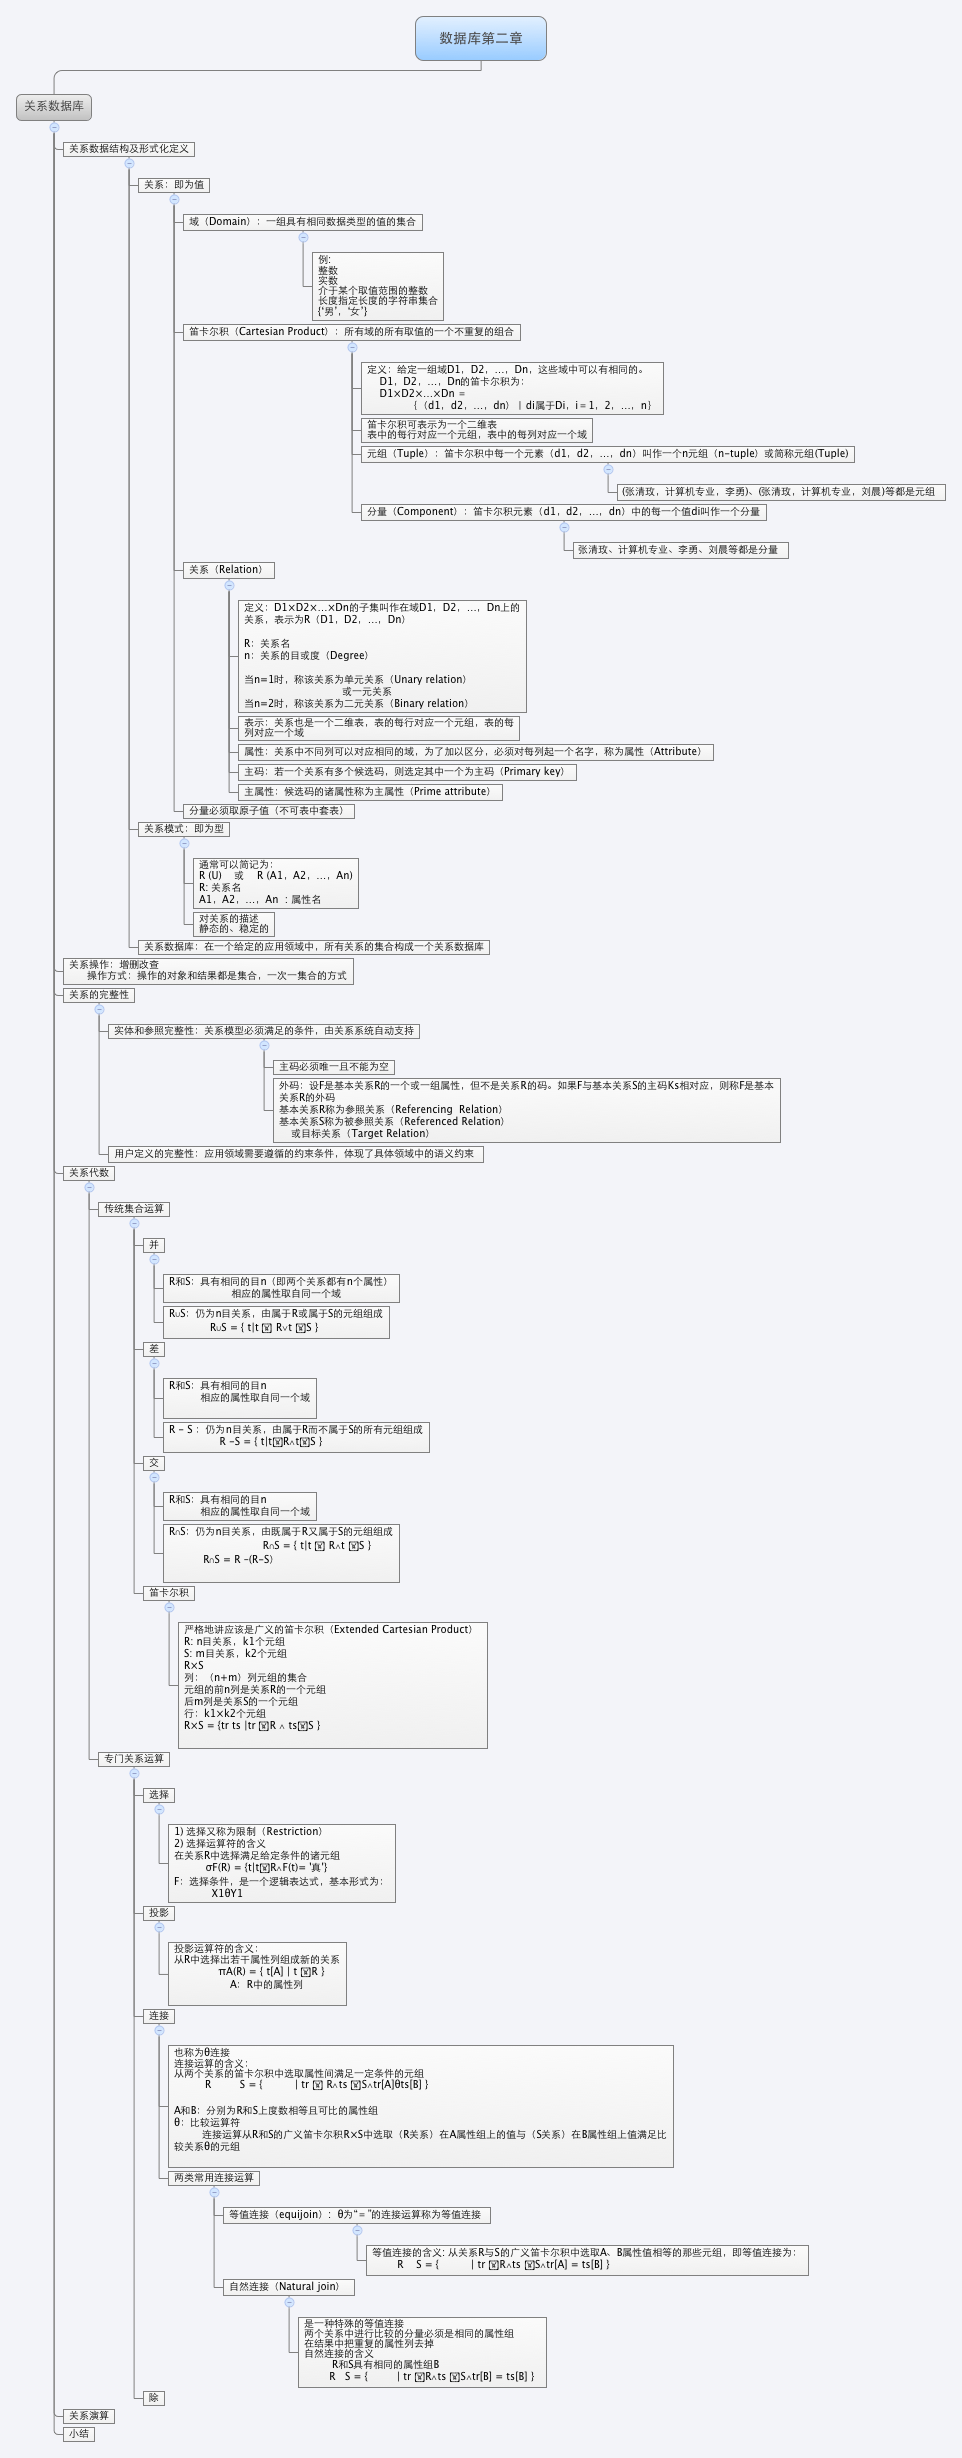 数据库第二章
关系数据库
关系数据结构及形式化定义
关系：即为值
域（Domain）：一组具有相同数据类型的值的集合
例:
整数
实数
介于某个取值范围的整数
长度指定长度的字符串集合
{‘男’，‘女’}
笛卡尔积（Cartesian Product）：所有域的所有取值的一个不重复的组合
定义：给定一组域D1，D2，…，Dn，这些域中可以有相同的。
D1，D2，…，Dn的笛卡尔积为：
D1×D2×…×Dn ＝
｛（d1，d2，…，dn）｜di属于Di，i＝1，2，…，n｝
笛卡尔积可表示为一个二维表
表中的每行对应一个元组，表中的每列对应一个域
元组（Tuple）：笛卡尔积中每一个元素（d1，d2，…，dn）叫作一个n元组（n-tuple）或简称元组(Tuple)
(张清玫，计算机专业，李勇)、(张清玫，计算机专业，刘晨)等都是元组
分量（Component）：笛卡尔积元素（d1，d2，…，dn）中的每一个值di叫作一个分量
张清玫、计算机专业、李勇、刘晨等都是分量
关系（Relation）
定义：D1×D2×…×Dn的子集叫作在域D1，D2，…，Dn上的
关系，表示为R（D1，D2，…，Dn）
R：关系名
n：关系的目或度（Degree）
当n=1时，称该关系为单元关系（Unary relation）
或一元关系
当n=2时，称该关系为二元关系（Binary relation）
表示：关系也是一个二维表，表的每行对应一个元组，表的每
列对应一个域
属性：关系中不同列可以对应相同的域，为了加以区分，必须对每列起一个名字，称为属性（Attribute）
主码：若一个关系有多个候选码，则选定其中一个为主码（Primary key）
主属性：候选码的诸属性称为主属性（Prime attribute）
分量必须取原子值（不可表中套表）
关系模式：即为型
通常可以简记为：
R (U) 或 R (A1，A2，…，An)
R: 关系名
A1，A2，…，An ：属性名
对关系的描述
静态的、稳定的
关系数据库：在一个给定的应用领域中，所有关系的集合构成一个关系数据库
关系操作：增删改查
操作方式：操作的对象和结果都是集合，一次一集合的方式
关系的完整性
实体和参照完整性：关系模型必须满足的条件，由关系系统自动支持
主码必须唯一且不能为空
外码：设F是基本关系R的一个或一组属性，但不是关系R的码。如果F与基本关系S的主码Ks相对应，则称F是基本
关系R的外码
基本关系R称为参照关系（Referencing Relation）
基本关系S称为被参照关系（Referenced Relation）
或目标关系（Target Relation）
用户定义的完整性：应用领域需要遵循的约束条件，体现了具体领域中的语义约束
关系代数
传统集合运算
并
R和S：具有相同的目n（即两个关系都有n个属性）
相应的属性取自同一个域
R∪S：仍为n目关系，由属于R或属于S的元组组成
R∪S = { t|t R∨t S }
差
R和S：具有相同的目n
相应的属性取自同一个域
R - S ：仍为n目关系，由属于R而不属于S的所有元组组成
R -S = { t|tR∧tS }
交
R和S：具有相同的目n
相应的属性取自同一个域
R∩S：仍为n目关系，由既属于R又属于S的元组组成
R∩S = { t|t R∧t S }
R∩S = R -(R-S)
笛卡尔积
严格地讲应该是广义的笛卡尔积（Extended Cartesian Product）
R: n目关系，k1个元组
S: m目关系，k2个元组
R×S
列：（n+m）列元组的集合
元组的前n列是关系R的一个元组
后m列是关系S的一个元组
行：k1×k2个元组
R×S = {tr ts |tr R ∧ tsS }
专门关系运算
选择
1) 选择又称为限制（Restriction）
2) 选择运算符的含义
在关系R中选择满足给定条件的诸元组
σF(R) = {t|tR∧F(t)= '真'}
F：选择条件，是一个逻辑表达式，基本形式为：
X1θY1
投影
投影运算符的含义：
从R中选择出若干属性列组成新的关系
πA(R) = { t[A] | t R }
A：R中的属性列
连接
也称为θ连接
连接运算的含义：
从两个关系的笛卡尔积中选取属性间满足一定条件的元组
R S = { | tr R∧ts S∧tr[A]θts[B] }
A和B：分别为R和S上度数相等且可比的属性组
θ：比较运算符
连接运算从R和S的广义笛卡尔积R×S中选取（R关系）在A属性组上的值与（S关系）在B属性组上值满足比
较关系θ的元组
两类常用连接运算
等值连接（equijoin）：θ为“＝”的连接运算称为等值连接
等值连接的含义: 从关系R与S的广义笛卡尔积中选取A、B属性值相等的那些元组，即等值连接为：
R S = { | tr R∧ts S∧tr[A] = ts[B] }
自然连接（Natural join）
是一种特殊的等值连接
两个关系中进行比较的分量必须是相同的属性组
在结果中把重复的属性列去掉
自然连接的含义
R和S具有相同的属性组B
R S = { | tr R∧ts S∧tr[B] = ts[B] }
除
关系演算
小结